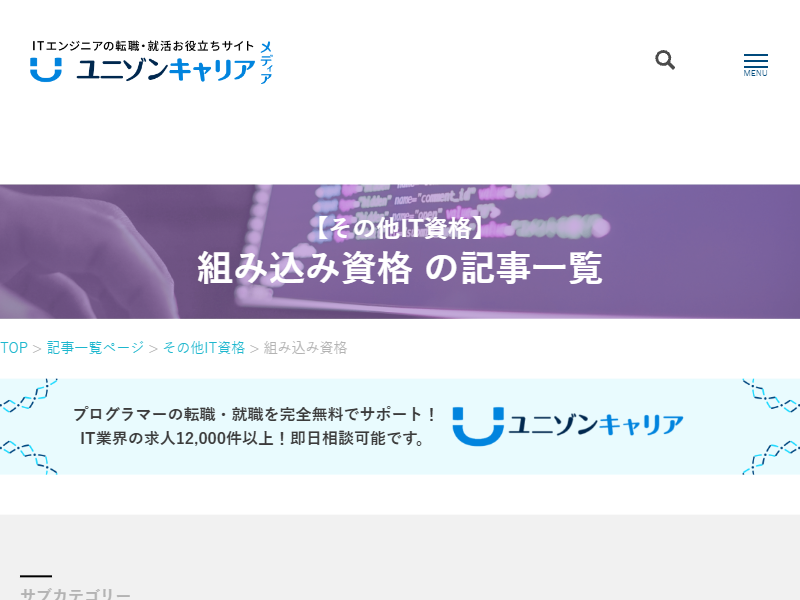 ITエンジニアの転職・就活お役立ちサイト
ユニゾンキャリア
メディア
MENU
【その他IT資格】
組み込み資格 の記事一覧
TOP > 記事一覧ページ > その他IT資格 > 組み込み資格
プログラマーの転職・就職を完全無料でサポート！
IT業界の求人12,000件以上！即日相談可能です。
ユニゾンキャリア
サブカテゴリー